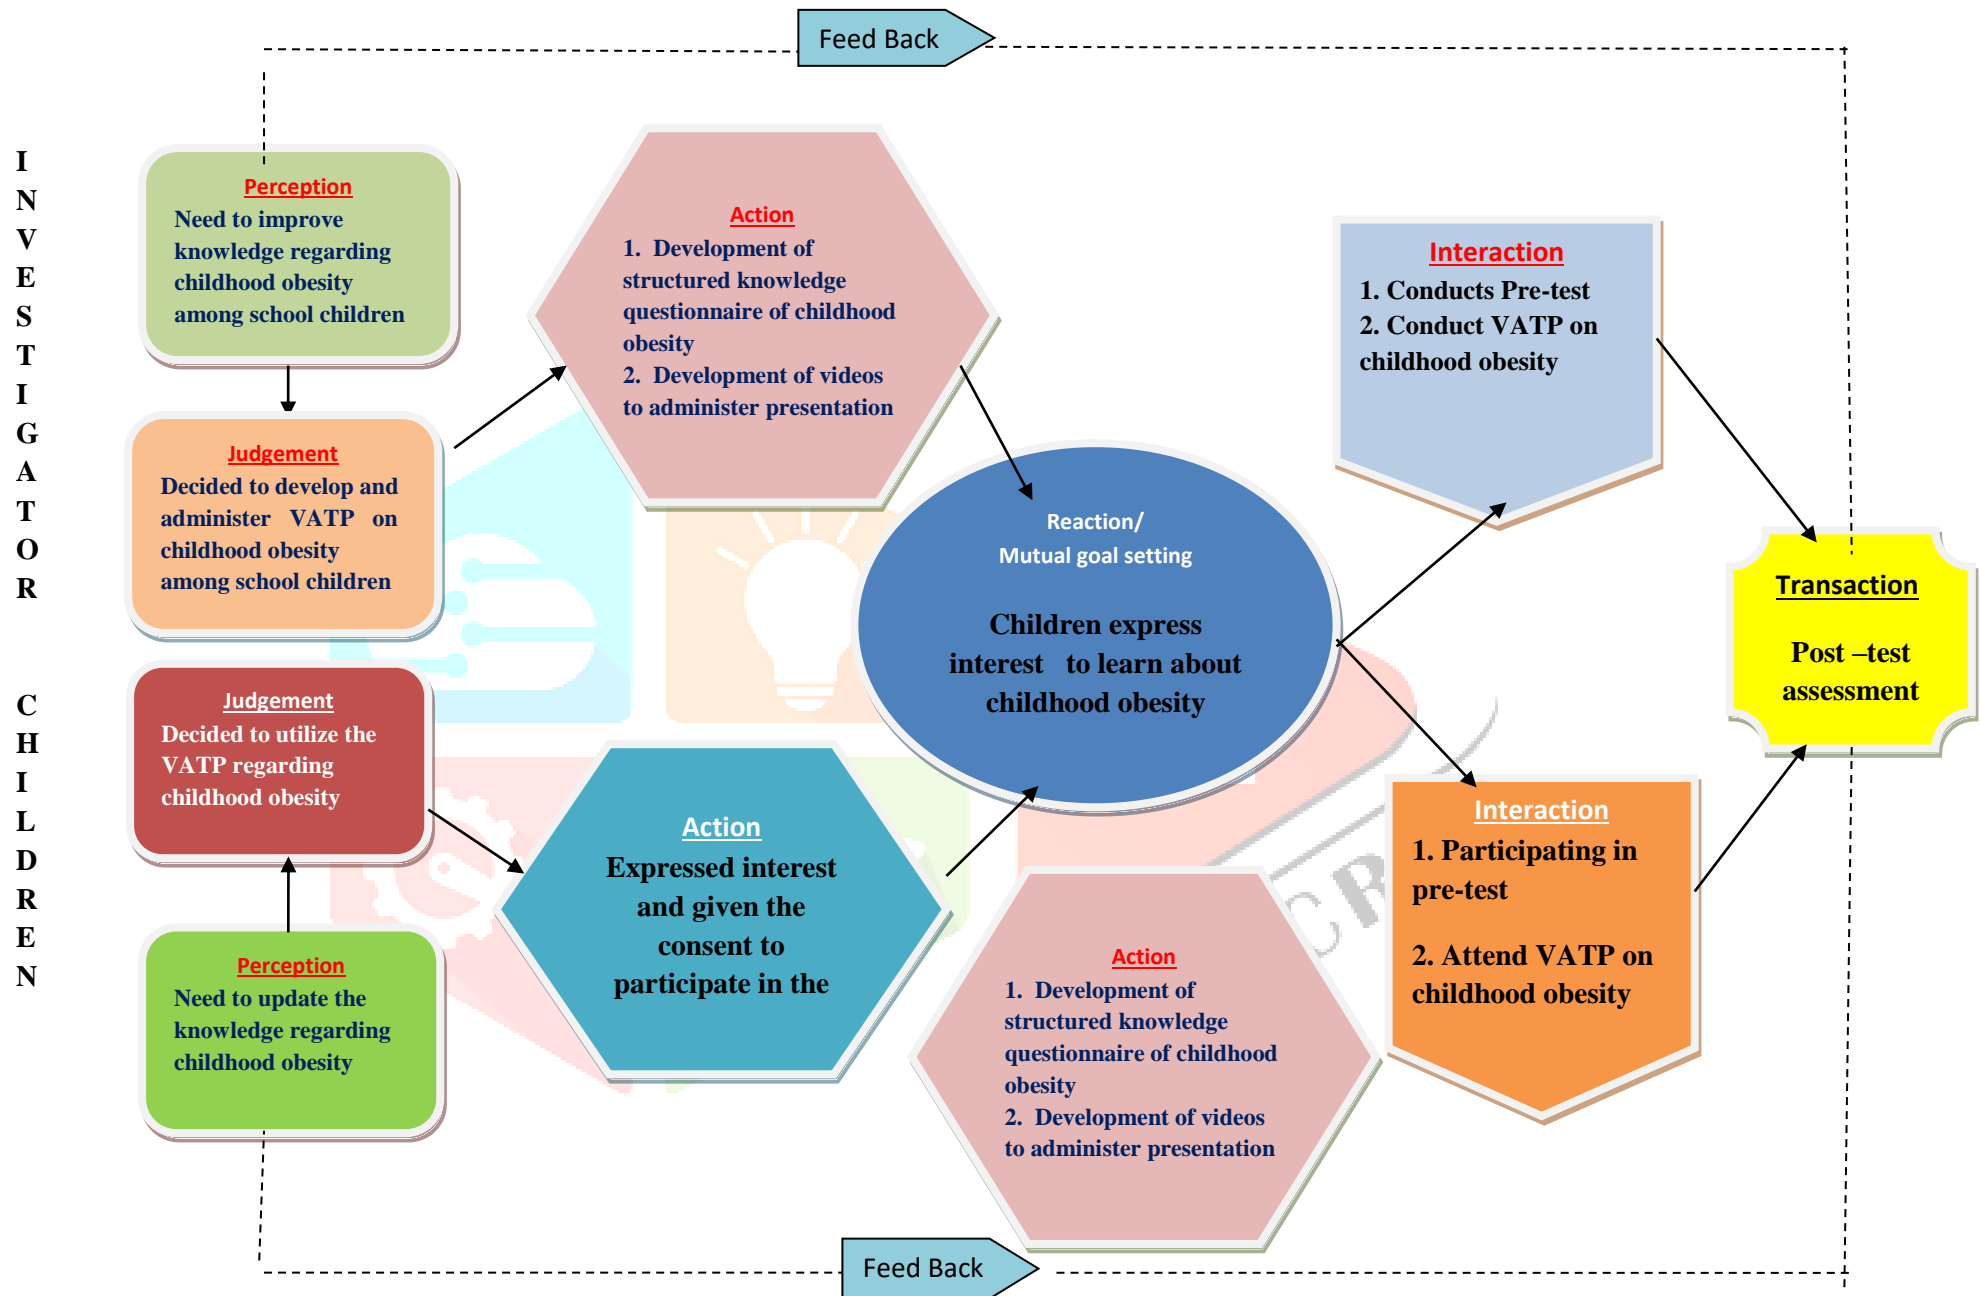 Feed Back
INVESTIGATOR
Perception
Need to improve
knowledge regarding
childhood obesity
among school children
Judgement
Decided to develop and
administer VATP on
childhood obesity
among school children
Action
1. Development of
structured knowledge
questionnaire of childhood
obesity
2. Development of videos
to administer presentation
Reaction/
Mutual goal setting
Children express
interest to learn about
childhood obesity
Interaction
1. Conducts Pre-test
2. Conduct VATP on
childhood obesity
Transaction
Post –test
assessment
CHILDREN
Judgement
Decided to utilize the
VATP regarding
childhood obesity
Perception
Need to update the
knowledge regarding
childhood obesity
Action
Expressed interest
and given the
consent to
participate in the
Action
1. Development of
structured knowledge
questionnaire of childhood
obesity
2. Development of videos
to administer presentation
Interaction
1. Participating in
pre-test
2. Attend VATP on
childhood obesity
Feed Back